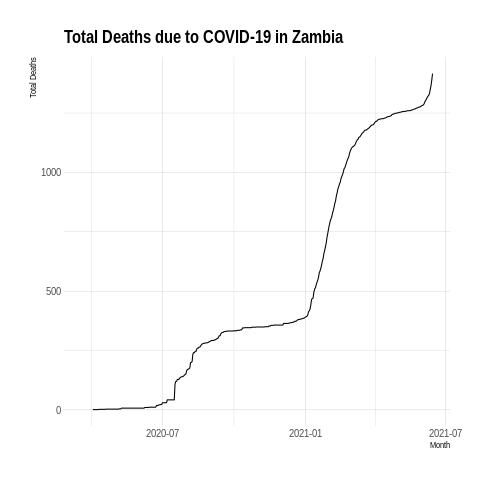 Total Deaths due to COVID-19 in Zambia
Total Deaths
1000
500
0
2020-07
2021-01
2021-07
Month